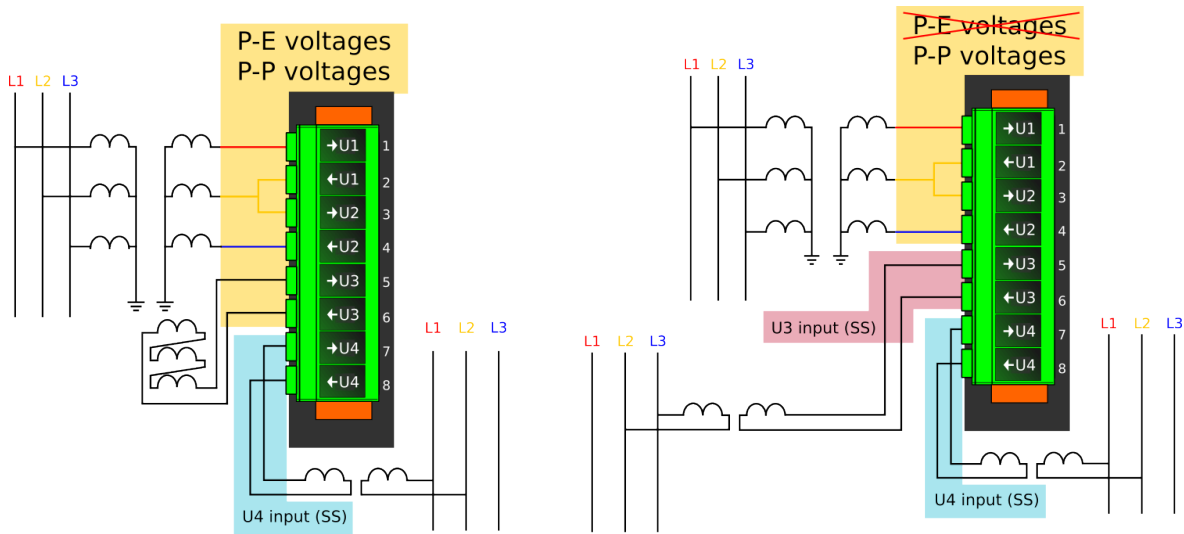 P-E voltages
P-P voltages
L1 L2 L3
→U1 1
←U1 2
→U2 3
←U2 4
→U3 5
←U3 6
→U4 7
←U4 8
L1 L2 L3
U4 input (SS)
P-E voltages
P-P voltages
L1 L2 L3
→U1 1
←U1 2
→U2 3
←U2 4
→U3 5
←U3 6
→U4 7
←U4 8
U3 input (SS)
L1 L2 L3
L1 L2 L3
U4 input (SS)